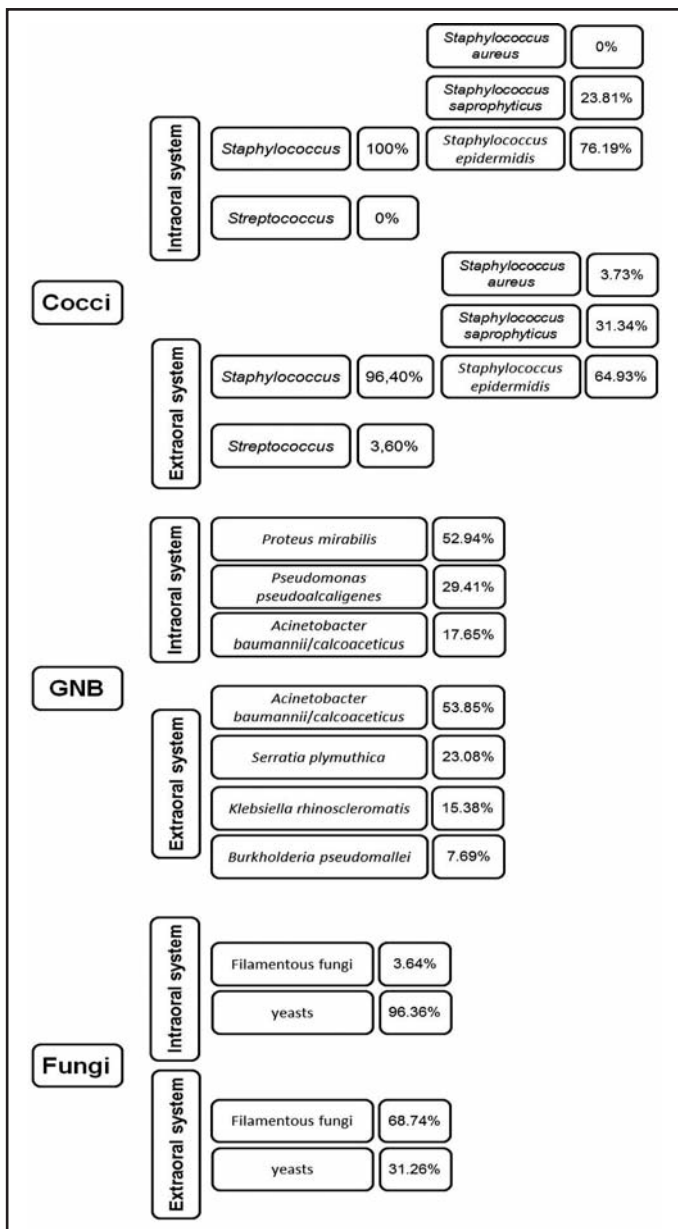 Cocci
Intraoral system
Staphylococcus
100%
Staphylococcus
aureus
0%
Staphylococcus
saprophyticus
23.81%
Staphylococcus
epidermidis
76.19%
Streptococcus
0%
Extraoral system
Staphylococcus
96,40%
Staphylococcus
aureus
3.73%
Staphylococcus
saprophyticus
31.34%
Staphylococcus
epidermidis
64.93%
Streptococcus
3,60%
GNB
Intraoral system
Proteus mirabilis
52.94%
Pseudomonas
pseudoalcaligenes
29.41%
Acinetobacter
baumannii/calcoaceticus
17.65%
Extraoral system
Acinetobacter
baumannii/calcoaceticus
53.85%
Serratia plymuthica
23.08%
Klebsiella rhinoscleromatis
15.38%
Burkholderia pseudomallei
7.69%
Fungi
Intraoral system
Filamentous fungi
3.64%
yeasts
96.36%
Extraoral system
Filamentous fungi
68.74%
yeasts
31.26%